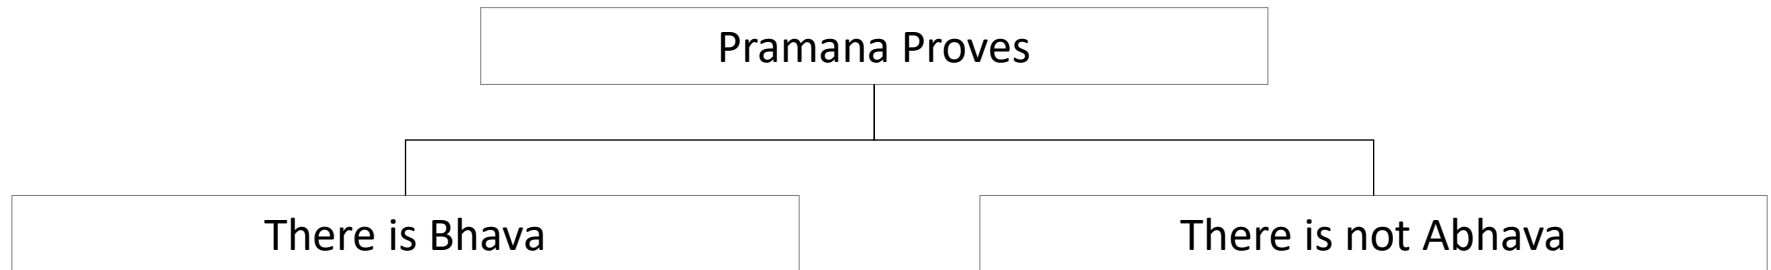 Pramana Proves
There is Bhava
There is not Abhava